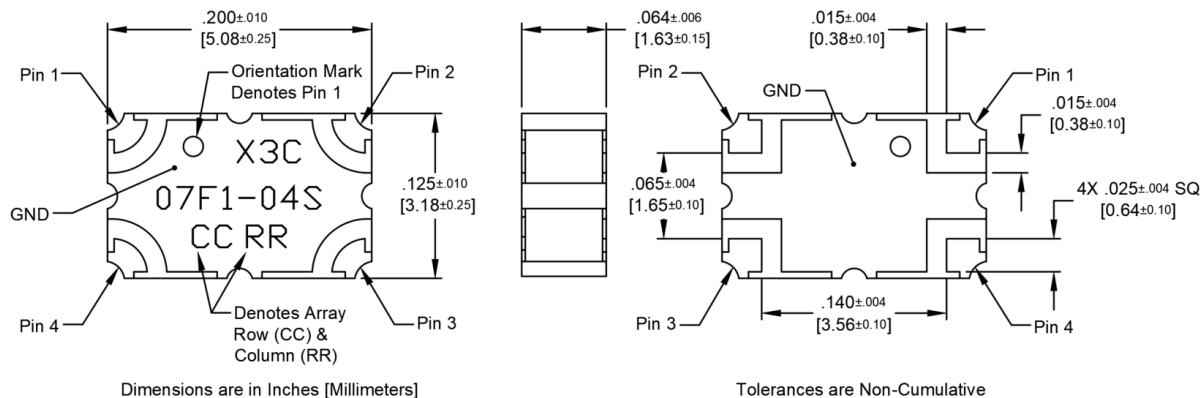 .200±.010
[5.08±0.25]
Pin 1
Orientation Mark
Denotes Pin 1
Pin 2
X3C
07F1-04S
CC RR
GND
.125±.010
[3.18±0.25]
Pin 4
Denotes Array
Row (CC) &
Column (RR)
Pin 3
Dimensions are in Inches [Millimeters]
.064±.006
[1.63±0.15]
.015±.004
[0.38±0.10]
Pin 2
GND
Pin 1
.015±.004
[0.38±0.10]
.065±.004
[1.65±0.10]
4X .025±.004 SQ
[0.64±0.10]
.140±.004
[3.56±0.10]
Pin 3
Pin 4
Tolerances are Non-Cumulative